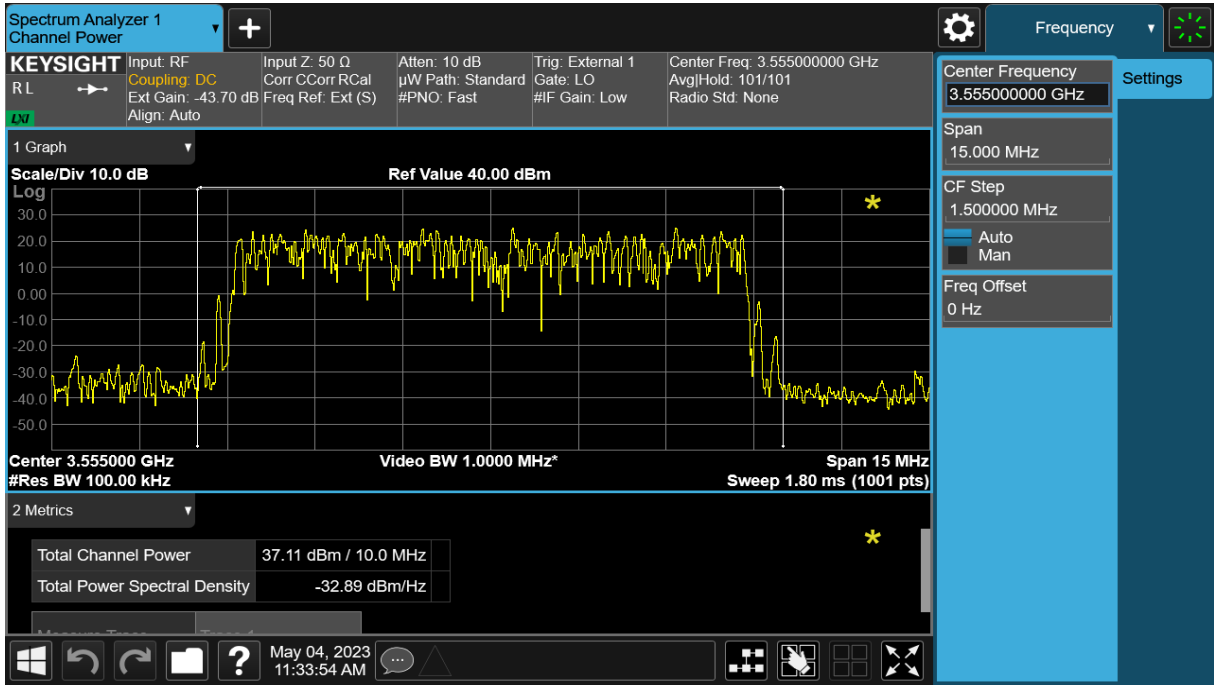 Spectrum Analyzer 1
Channel Power
Frequency
KEYSIGHT
R L
LXI
Input: RF
Coupling: DC
Ext Gain: -43.70 dB
Align: Auto
Input Z: 50 Ω
Corr CCorr RCal
Freq Ref: Ext (S)
Atten: 10 dB
µW Path: Standard
#PNO: Fast
Trig: External 1
Gate: LO
#IF Gain: Low
Center Freq: 3.555000000 GHz
Avg|Hold: 101/101
Radio Std: None
Center Frequency
3.555000000 GHz
Settings
Span
15.000 MHz
CF Step
1.500000 MHz
Auto
Man
Freq Offset
0 Hz
1 Graph
Scale/Div 10.0 dB
Ref Value 40.00 dBm
Log
30.0
20.0
10.0
0.00
-10.0
-20.0
-30.0
-40.0
-50.0
Center 3.555000 GHz
Video BW 1.0000 MHz*
Span 15 MHz
#Res BW 100.00 kHz
Sweep 1.80 ms (1001 pts)
2 Metrics
Total Channel Power 37.11 dBm / 10.0 MHz
Total Power Spectral Density -32.89 dBm/Hz
May 04, 2023
11:33:54 AM